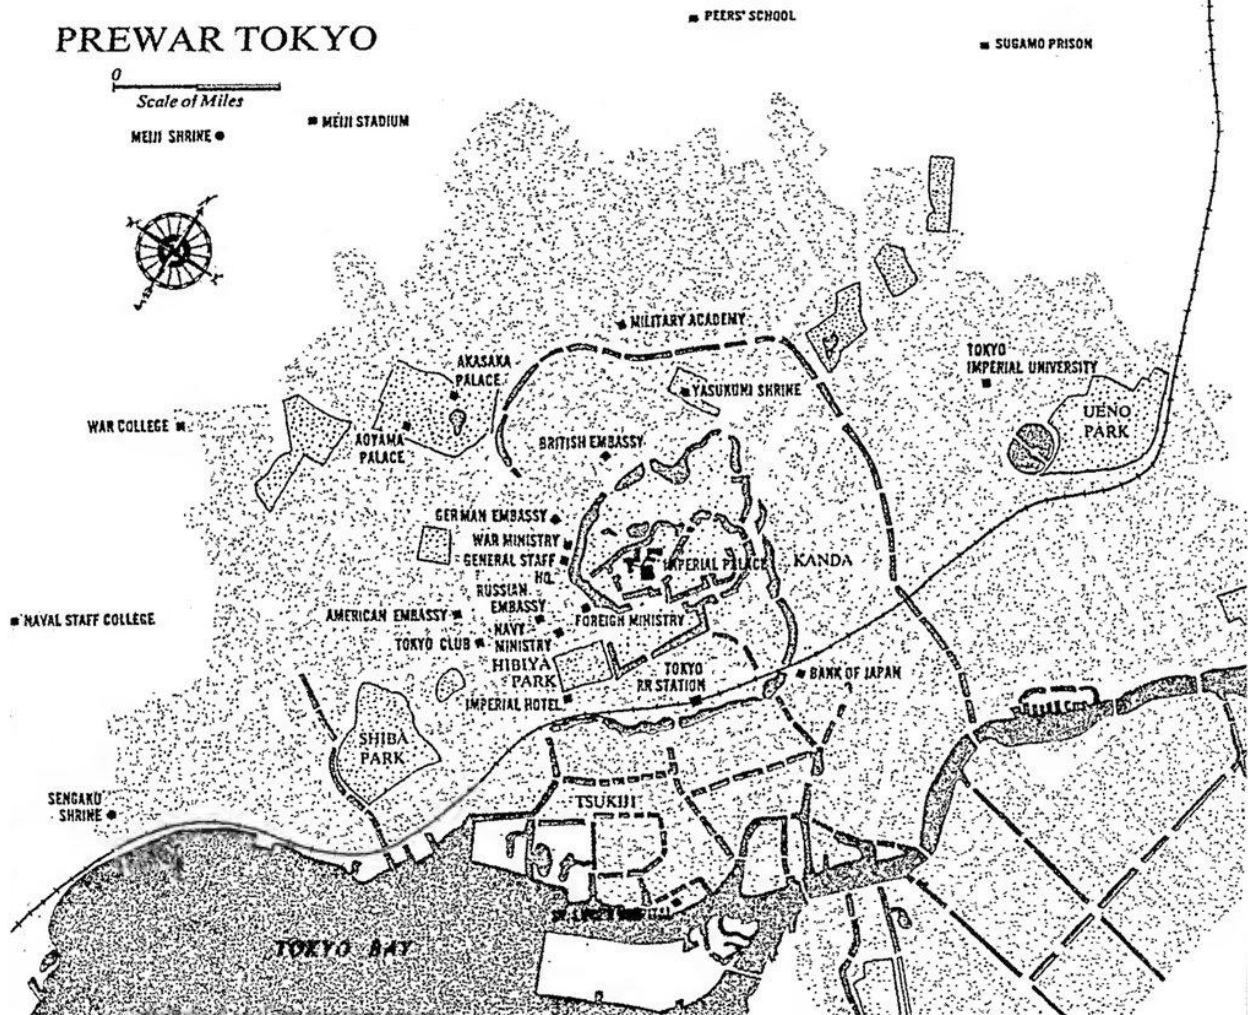 PEERS' SCHOOL
SUGAMO PRISON
PREWAR TOKYO
0
Scale of Miles
MEIJI SHRINE
MEIJI STADIUM
MILITARY ACADEMY
AKASAKA
PALACE
YASUKUNI SHRINE
TOKYO
IMPERIAL UNIVERSITY
UENO
PARK
WAR COLLEGE
AOYAMA
PALACE
BRITISH EMBASSY
GERMAN EMBASSY
WAR MINISTRY
GENERAL STAFF
HQ.
IMPERIAL PALACE
KANDA
RUSSIAN
EMBASSY
AMERICAN EMBASSY
FOREIGN MINISTRY
NAVAL STAFF COLLEGE
NAVY
MINISTRY
TOKYO CLUB
HIBIYA
PARK
TOKYO
RR STATION
BANK OF JAPAN
IMPERIAL HOTEL
SHIBA
PARK
TSUKIJI
SENGAKU
SHRINE
ST. LUKE'S HOSPITAL
TOKYO BAY